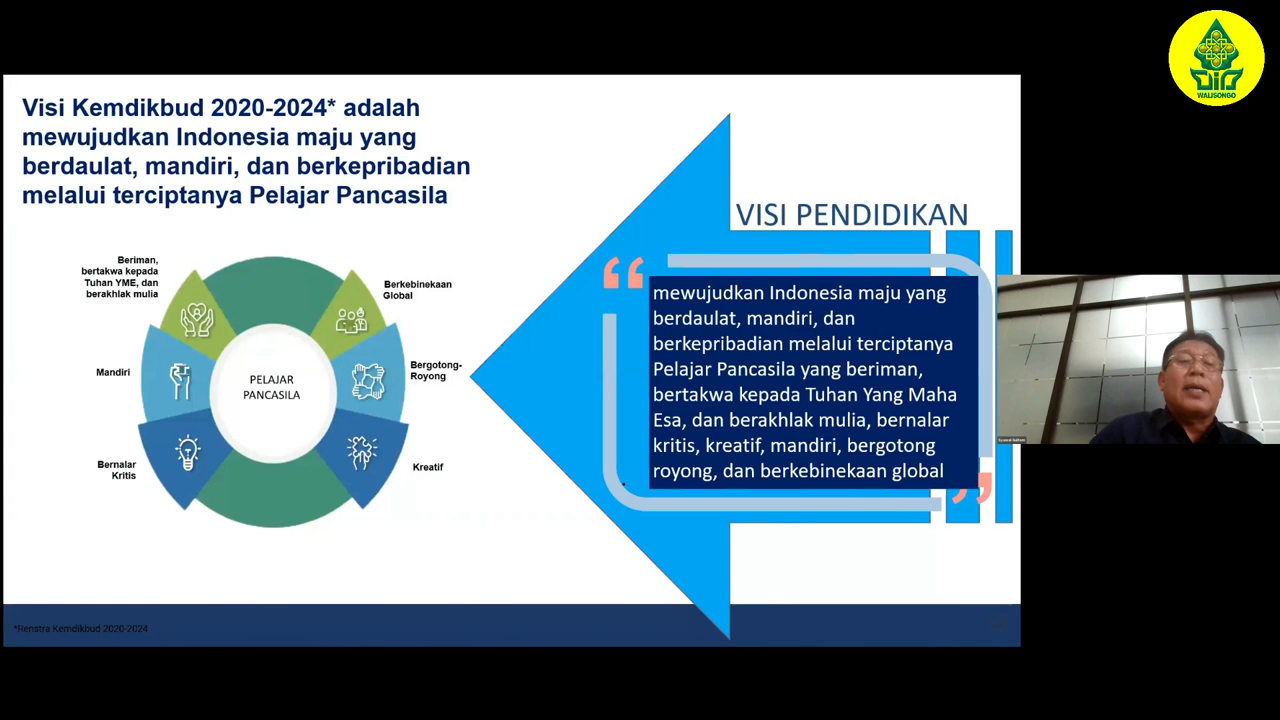 WALISONGO
Visi Kemdikbud 2020-2024* adalah
mewujudkan Indonesia maju yang
berdaulat, mandiri, dan berkepribadian
melalui terciptanya Pelajar Pancasila
VISI PENDIDIKAN
Beriman,
bertakwa kepada
Tuhan YME, dan
berakhlak mulia
Berkebinekaan
Global
Mandiri
Bergotong-
Royong
PELAJAR
PANCASILA
Bernalar
Kritis
Kreatif
“
mewujudkan Indonesia maju yang
berdaulat, mandiri, dan
berkepribadian melalui terciptanya
Pelajar Pancasila yang beriman,
bertakwa kepada Tuhan Yang Maha
Esa, dan berakhlak mulia, bernalar
kritis, kreatif, mandiri, bergotong
royong, dan berkebinekaan global
”
*Renstra Kemdikbud 2020-2024